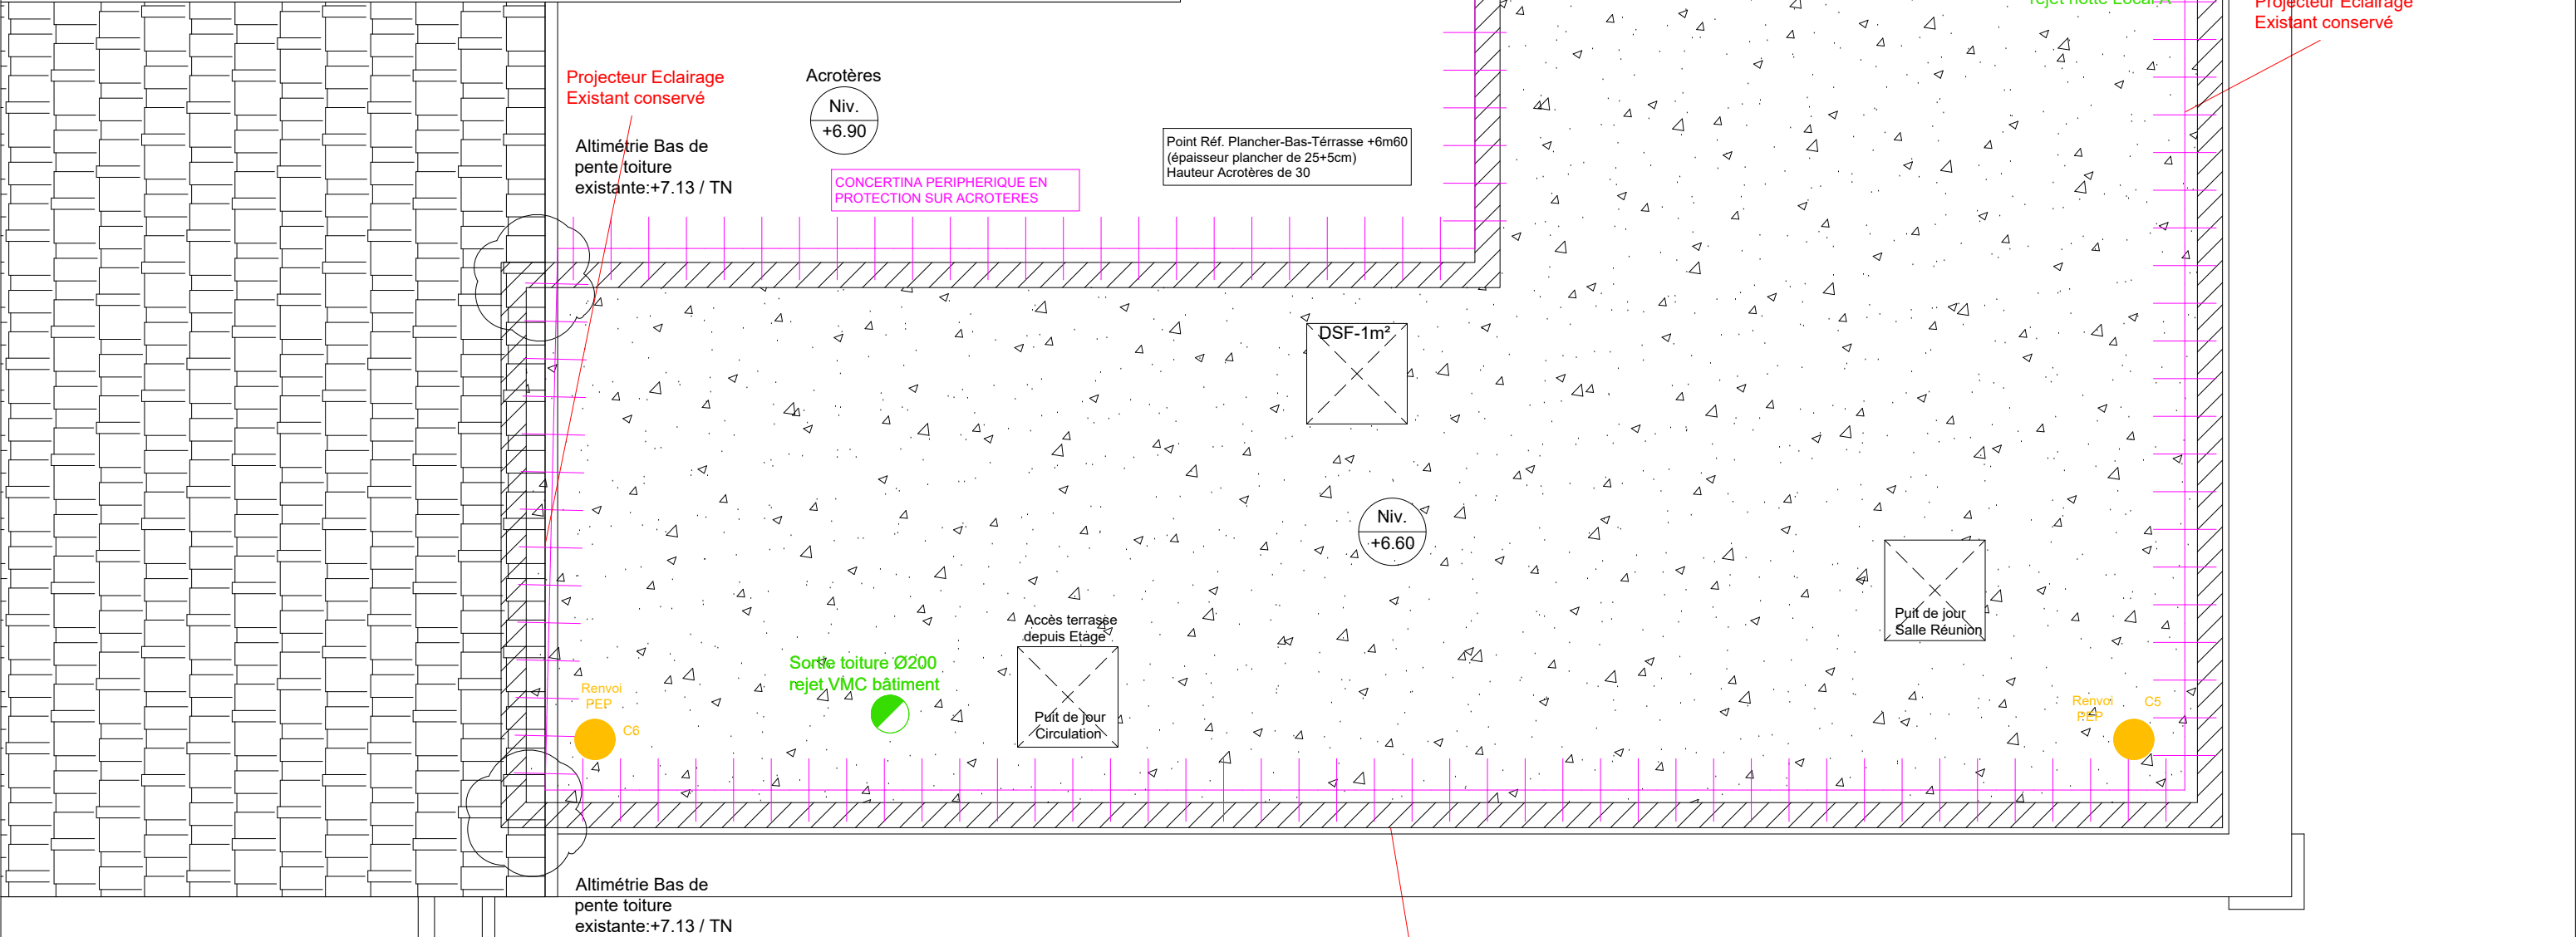 rejet hotte Local A
Projecteur Eclairage
Existant conservé
Projecteur Eclairage
Existant conservé
Acrotères
Niv.
+6.90
Altimétrie Bas de
pente toiture
existante:+7.13 / TN
CONCERTINA PERIPHERIQUE EN
PROTECTION SUR ACROTERES
Point Réf. Plancher-Bas-Térrasse +6m60
(épaisseur plancher de 25+5cm)
Hauteur Acrotères de 30
DSF-1m²
Niv.
+6.60
Accès terrasse
depuis Etage
Puit de jour
Circulation
Puit de jour
Salle Réunion
Sortie toiture Ø200
rejet VMC bâtiment
Renvoi
PEP
C6
Renvoi
PEP
C5
Altimétrie Bas de
pente toiture
existante:+7.13 / TN